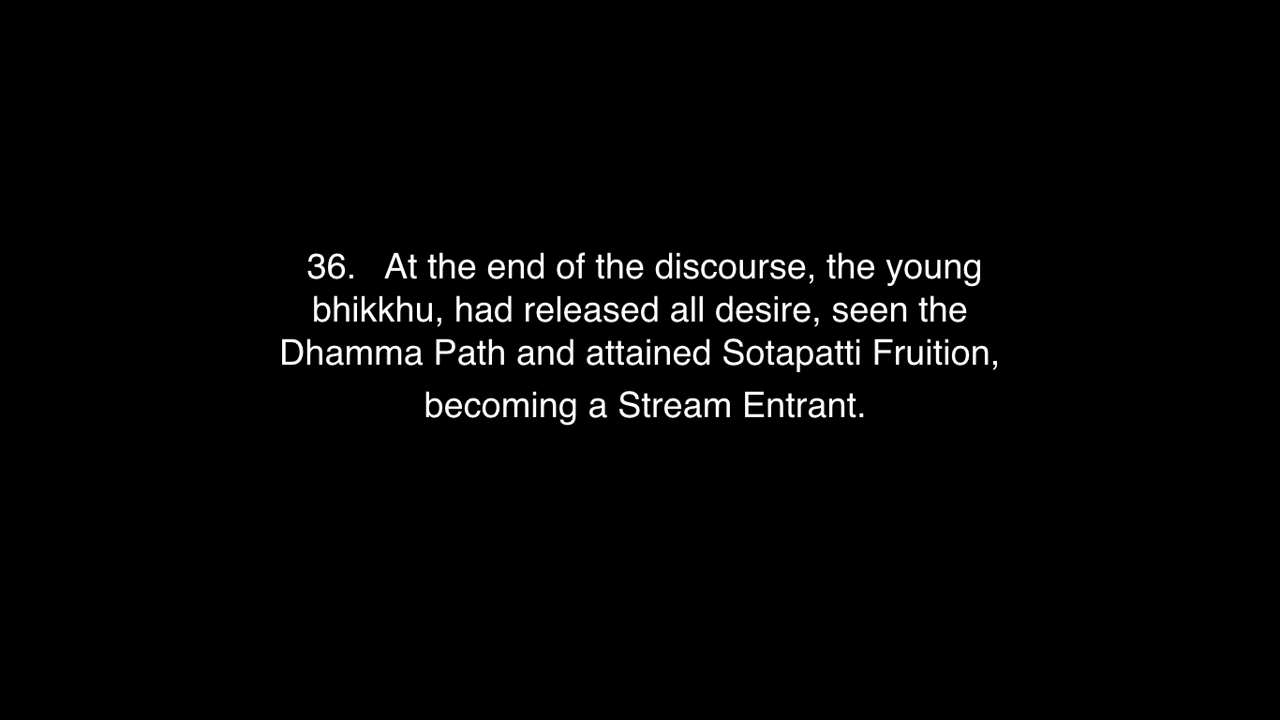 36.   At the end of the discourse, the young
bhikkhu, had released all desire, seen the
Dhamma Path and attained Sotapatti Fruition,
becoming a Stream Entrant.